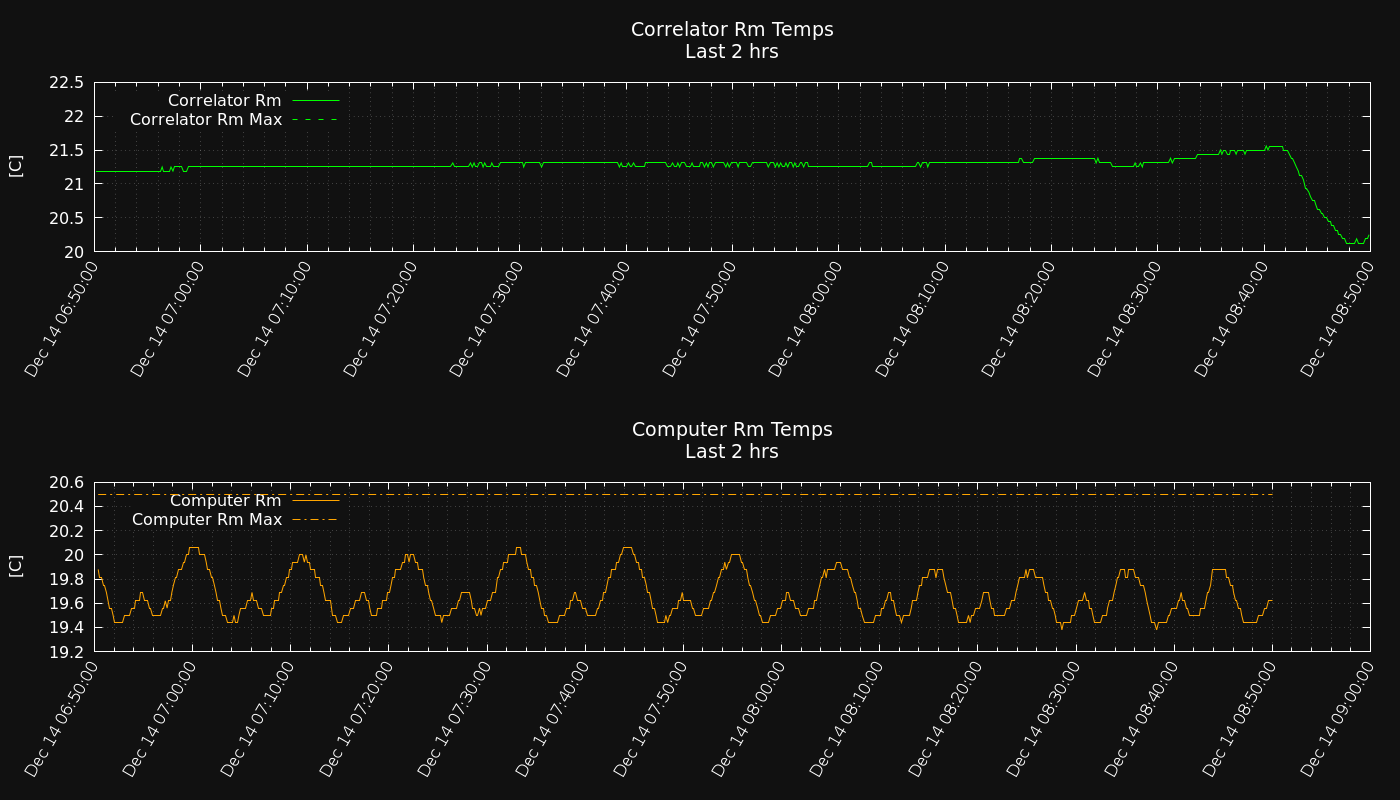 Correlator Rm Temps
Last 2 hrs
22.5
22
21.5
21
20.5
20
[C]
Correlator Rm
Correlator Rm Max
Dec 14 06:50:00
Dec 14 07:00:00
Dec 14 07:10:00
Dec 14 07:20:00
Dec 14 07:30:00
Dec 14 07:40:00
Dec 14 07:50:00
Dec 14 08:00:00
Dec 14 08:10:00
Dec 14 08:20:00
Dec 14 08:30:00
Dec 14 08:40:00
Dec 14 08:50:00
Computer Rm Temps
Last 2 hrs
20.6
20.4
20.2
20
19.8
19.6
19.4
19.2
[C]
Computer Rm
Computer Rm Max
Dec 14 06:50:00
Dec 14 07:00:00
Dec 14 07:10:00
Dec 14 07:20:00
Dec 14 07:30:00
Dec 14 07:40:00
Dec 14 07:50:00
Dec 14 08:00:00
Dec 14 08:10:00
Dec 14 08:20:00
Dec 14 08:30:00
Dec 14 08:40:00
Dec 14 08:50:00
Dec 14 09:00:00